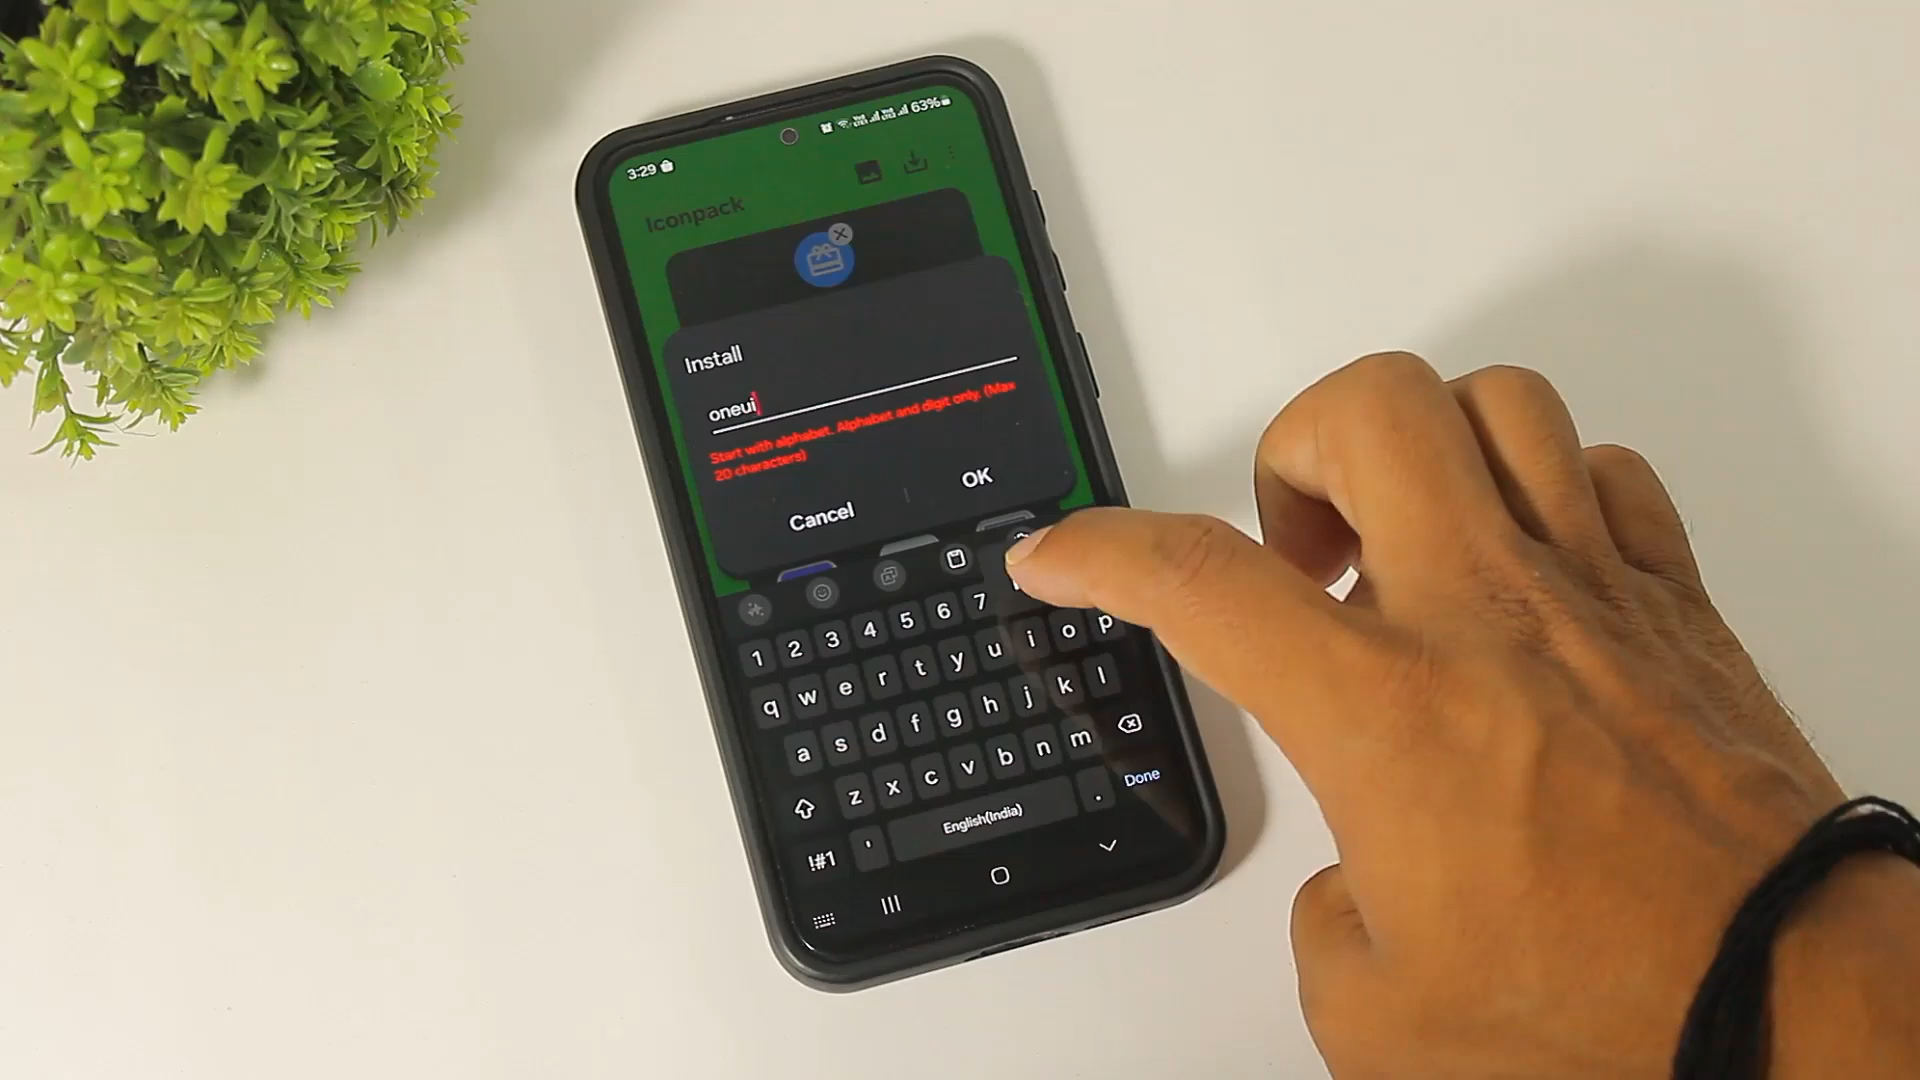 3:29 63%
Iconpack
Install
oneui
Start with alphabet. Alphabet and digit only. (Max
20 characters)
Cancel OK
1 2 3 4 5 6 7
q w e r t y u i o p
a s d f g h j k l
z x c v b n m
!#1 ' English(India) . Done